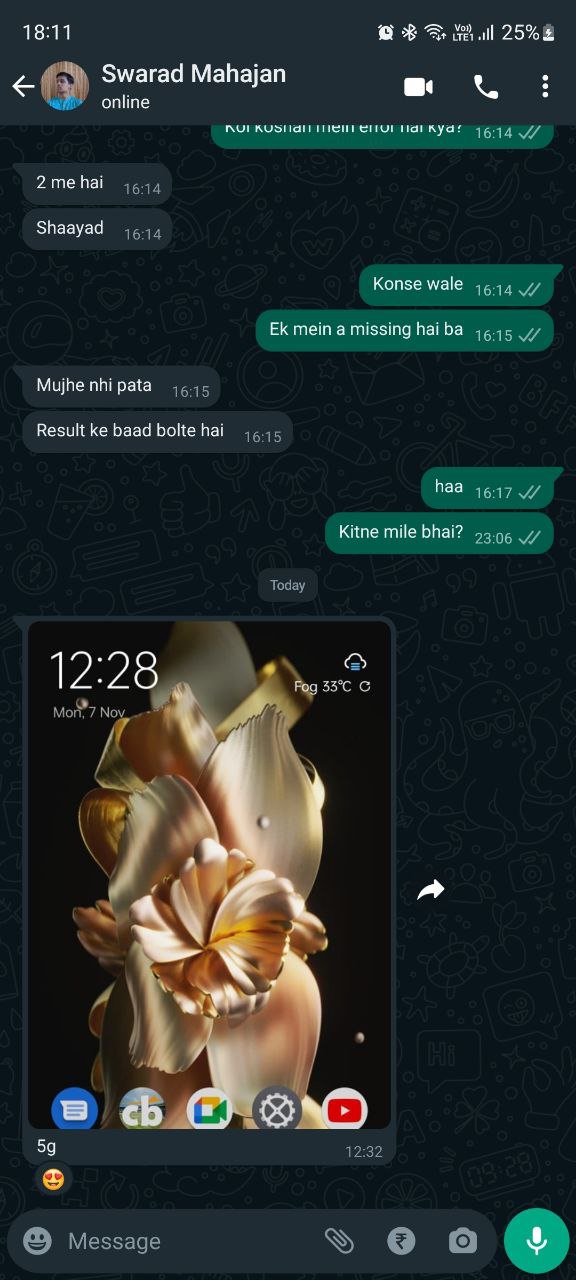 18:11
Vo) LTE1 25%
Swarad Mahajan
online
Koi koshan mein error hai kya? 16:14
2 me hai 16:14
Shaayad 16:14
Konse wale 16:14
Ek mein a missing hai ba 16:15
Mujhe nhi pata 16:15
Result ke baad bolte hai 16:15
haa 16:17
Kitne mile bhai? 23:06
Today
12:28
Fog 33°C
Mon, 7 Nov
cb
5g 12:32
Hi
Message
₹